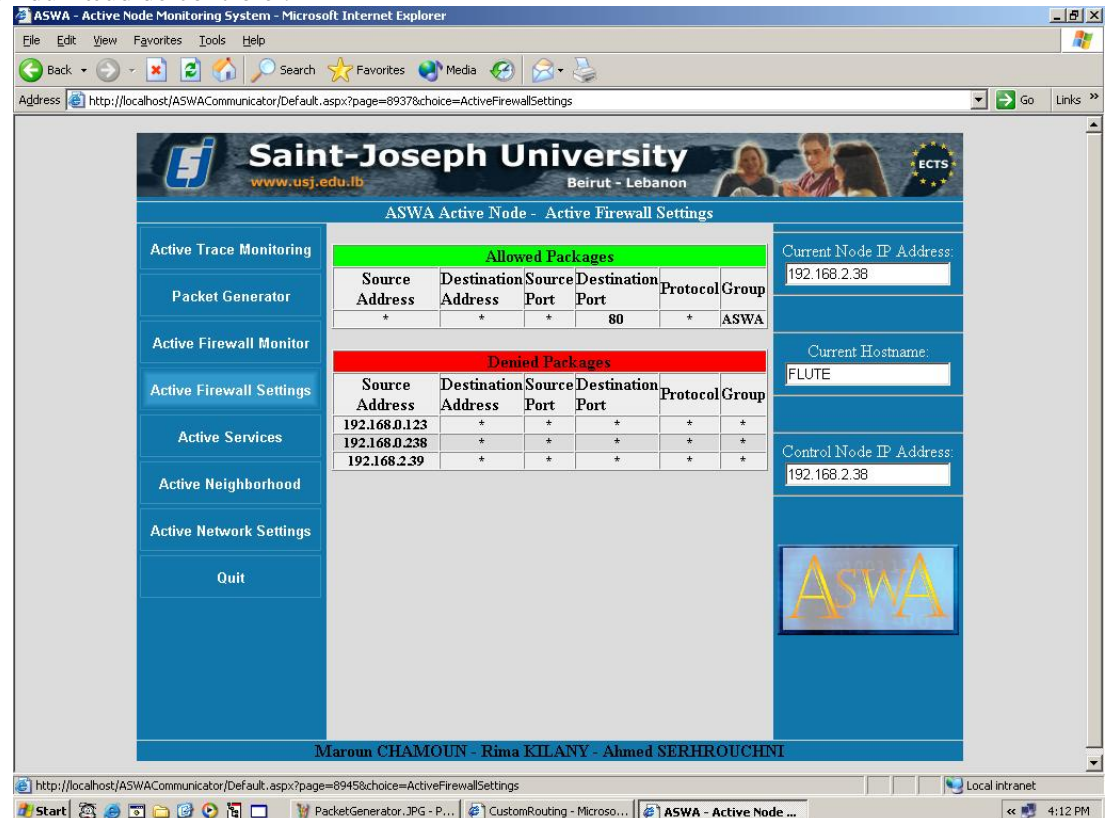 ASWA - Active Node Monitoring System - Microsoft Internet Explorer
File Edit View Favorites Tools Help
Back Search Favorites Media
Address http://localhost/ASWACommunicator/Default.aspx?page=8937&choice=ActiveFirewallSettings Go Links »
Saint-Joseph University
www.usj.edu.lb Beirut - Lebanon
ECTS
ASWA Active Node - Active Firewall Settings
Active Trace Monitoring
Packet Generator
Active Firewall Monitor
Active Firewall Settings
Active Services
Active Neighborhood
Active Network Settings
Quit
Allowed Packages
Source Address Destination Address Source Port Destination Port Protocol Group
* * * 80 * ASWA
Denied Packages
Source Address Destination Address Source Port Destination Port Protocol Group
192.168.0.123 * * * * *
192.168.0.238 * * * * *
192.168.2.39 * * * * *
Current Node IP Address:
192.168.2.38
Current Hostname:
FLUTE
Control Node IP Address:
192.168.2.38
ASWA
Maroun CHAMOUN - Rima KILANY - Ahmed SERHROUCHNI
http://localhost/ASWACommunicator/Default.aspx?page=8945&choice=ActiveFirewallSettings Local intranet
Start PacketGenerator.JPG - P... CustomRouting - Microso... ASWA - Active Node ... « 4:12 PM